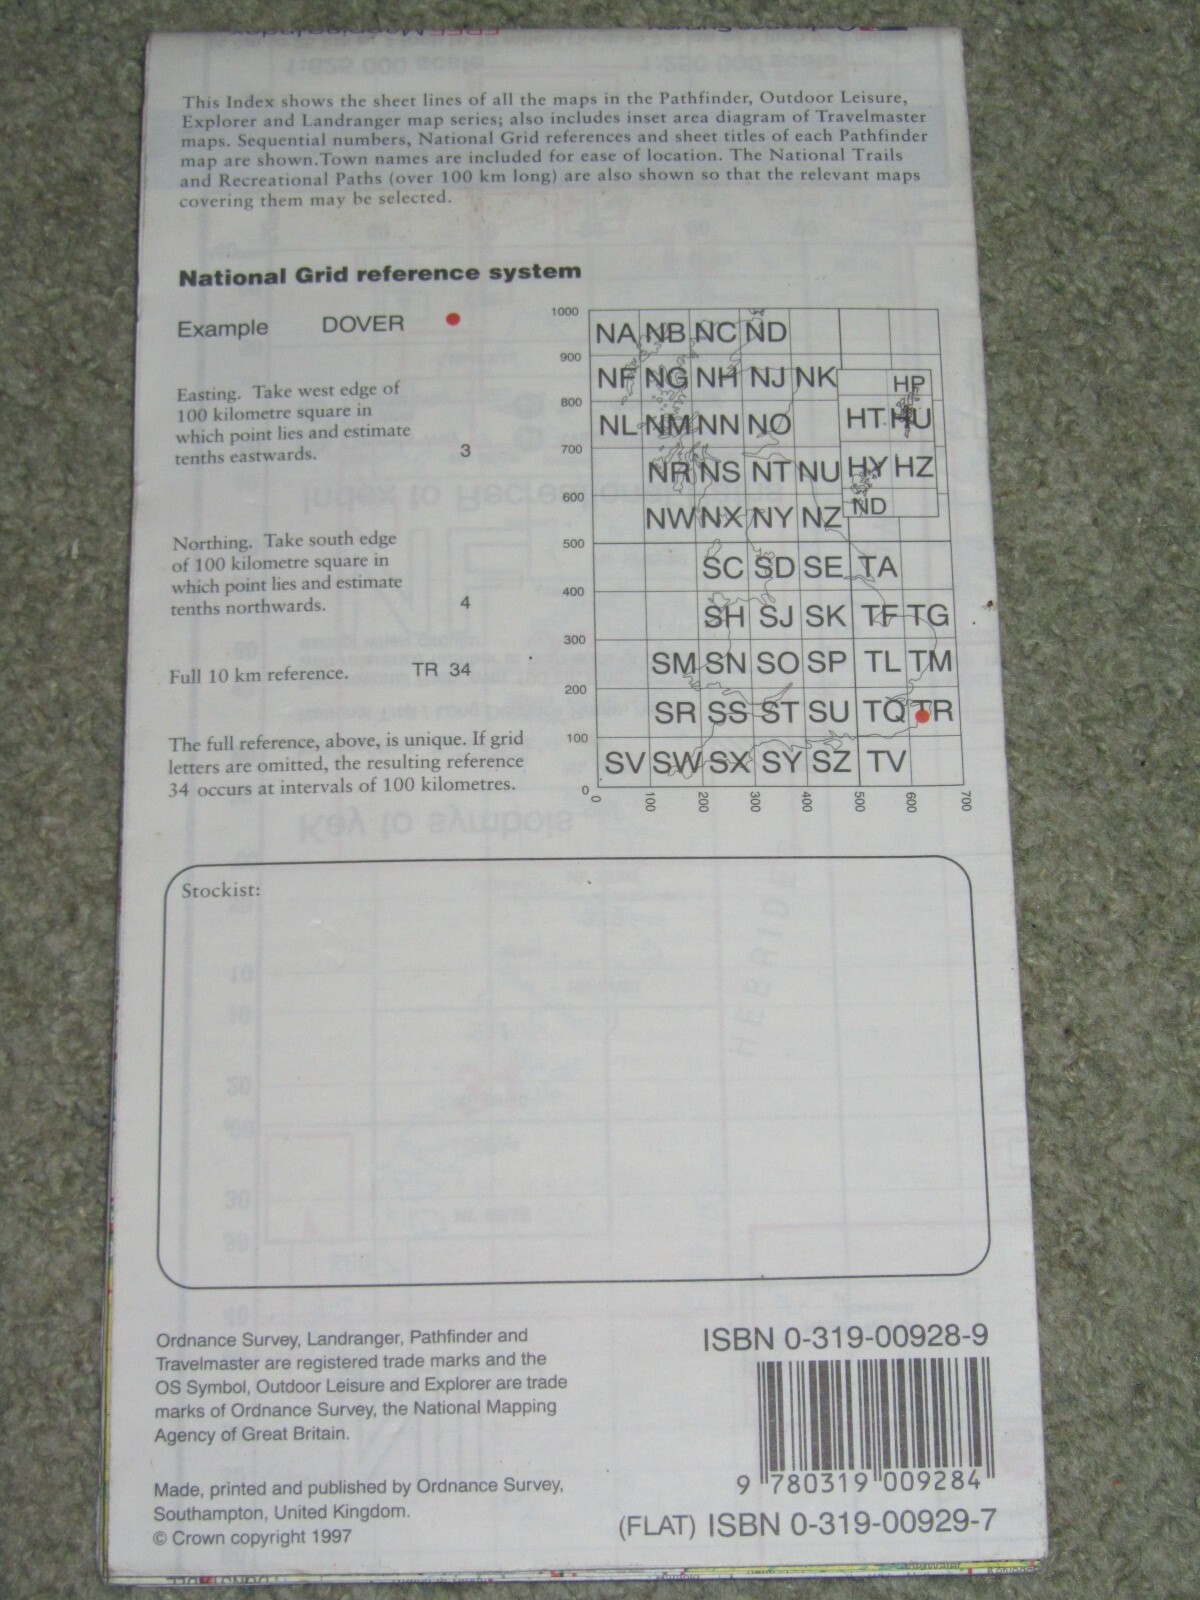 This Index shows the sheet lines of all the maps in the Pathfinder, Outdoor Leisure,
Explorer and Landranger map series; also includes inset area diagram of Travelmaster
maps. Sequential numbers, National Grid references and sheet titles of each Pathfinder
map are shown. Town names are included for ease of location. The National Trails
and Recreational Paths (over 100 km long) are also shown so that the relevant maps
covering them may be selected.
National Grid reference system
Example DOVER
Easting. Take west edge of
100 kilometre square in
which point lies and estimate
tenths eastwards. 3
Northing. Take south edge
of 100 kilometre square in
which point lies and estimate
tenths northwards. 4
Full 10 km reference. TR 34
The full reference, above, is unique. If grid
letters are omitted, the resulting reference
34 occurs at intervals of 100 kilometres.
1000
NA NB NC ND
900
NF NG NH NJ NK HP
800
NL NM NN NO HT HU
700
NR NS NT NU HY HZ
600
NW NX NY NZ ND
500
SC SD SE TA
400
SH SJ SK TF TG
300
SM SN SO SP TL TM
200
SR SS ST SU TQ TR
100
SV SW SX SY SZ TV
0
0 100 200 300 400 500 600 700
Stockist:
Ordnance Survey, Landranger, Pathfinder and
Travelmaster are registered trade marks and the
OS Symbol, Outdoor Leisure and Explorer are trade
marks of Ordnance Survey, the National Mapping
Agency of Great Britain.
Made, printed and published by Ordnance Survey,
Southampton, United Kingdom.
© Crown copyright 1997
ISBN 0-319-00928-9
9 780319 009284
(FLAT) ISBN 0-319-00929-7